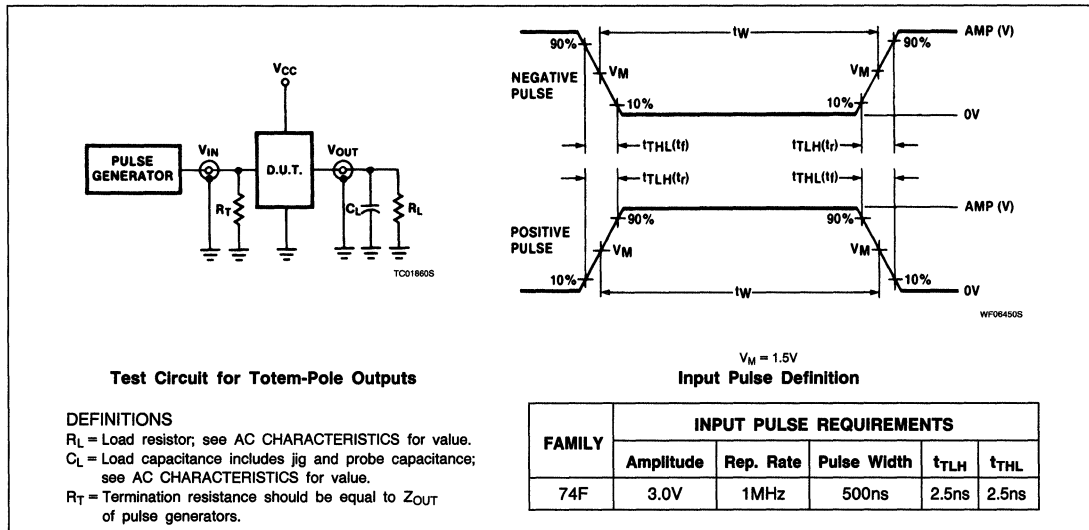 VCC
PULSE
GENERATOR
VIN
D.U.T.
VOUT
RT
CL
RL
TC01860S
tW
AMP (V)
90%
90%
NEGATIVE
PULSE
VM
VM
10%
10%
0V
tTHL(tf)
tTLH(tr)
tTLH(tr)
tTHL(tf)
AMP (V)
90%
90%
POSITIVE
PULSE
VM
VM
10%
10%
tW
0V
WF06450S
Test Circuit for Totem-Pole Outputs
DEFINITIONS
RL = Load resistor; see AC CHARACTERISTICS for value.
CL = Load capacitance includes jig and probe capacitance;
see AC CHARACTERISTICS for value.
RT = Termination resistance should be equal to ZOUT
of pulse generators.
VM = 1.5V
Input Pulse Definition
FAMILY
INPUT PULSE REQUIREMENTS
Amplitude Rep. Rate Pulse Width tTLH tTHL
74F 3.0V 1MHz 500ns 2.5ns 2.5ns